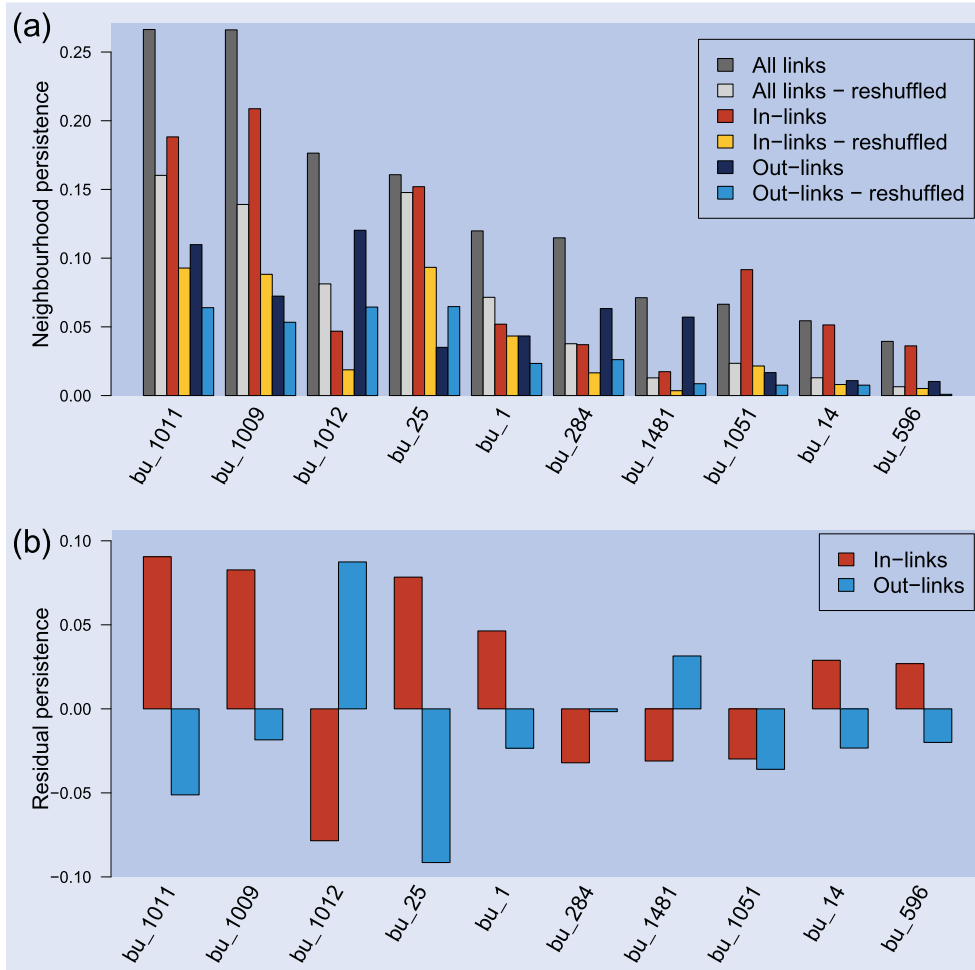 (a)
Neighbourhood persistence
0.25
0.20
0.15
0.10
0.05
0.00
All links
All links − reshuffled
In−links
In−links − reshuffled
Out−links
Out−links − reshuffled
bu_1011
bu_1009
bu_1012
bu_25
bu_1
bu_284
bu_1481
bu_1051
bu_14
bu_596
(b)
Residual persistence
0.10
0.05
0.00
−0.05
−0.10
In−links
Out−links
bu_1011
bu_1009
bu_1012
bu_25
bu_1
bu_284
bu_1481
bu_1051
bu_14
bu_596